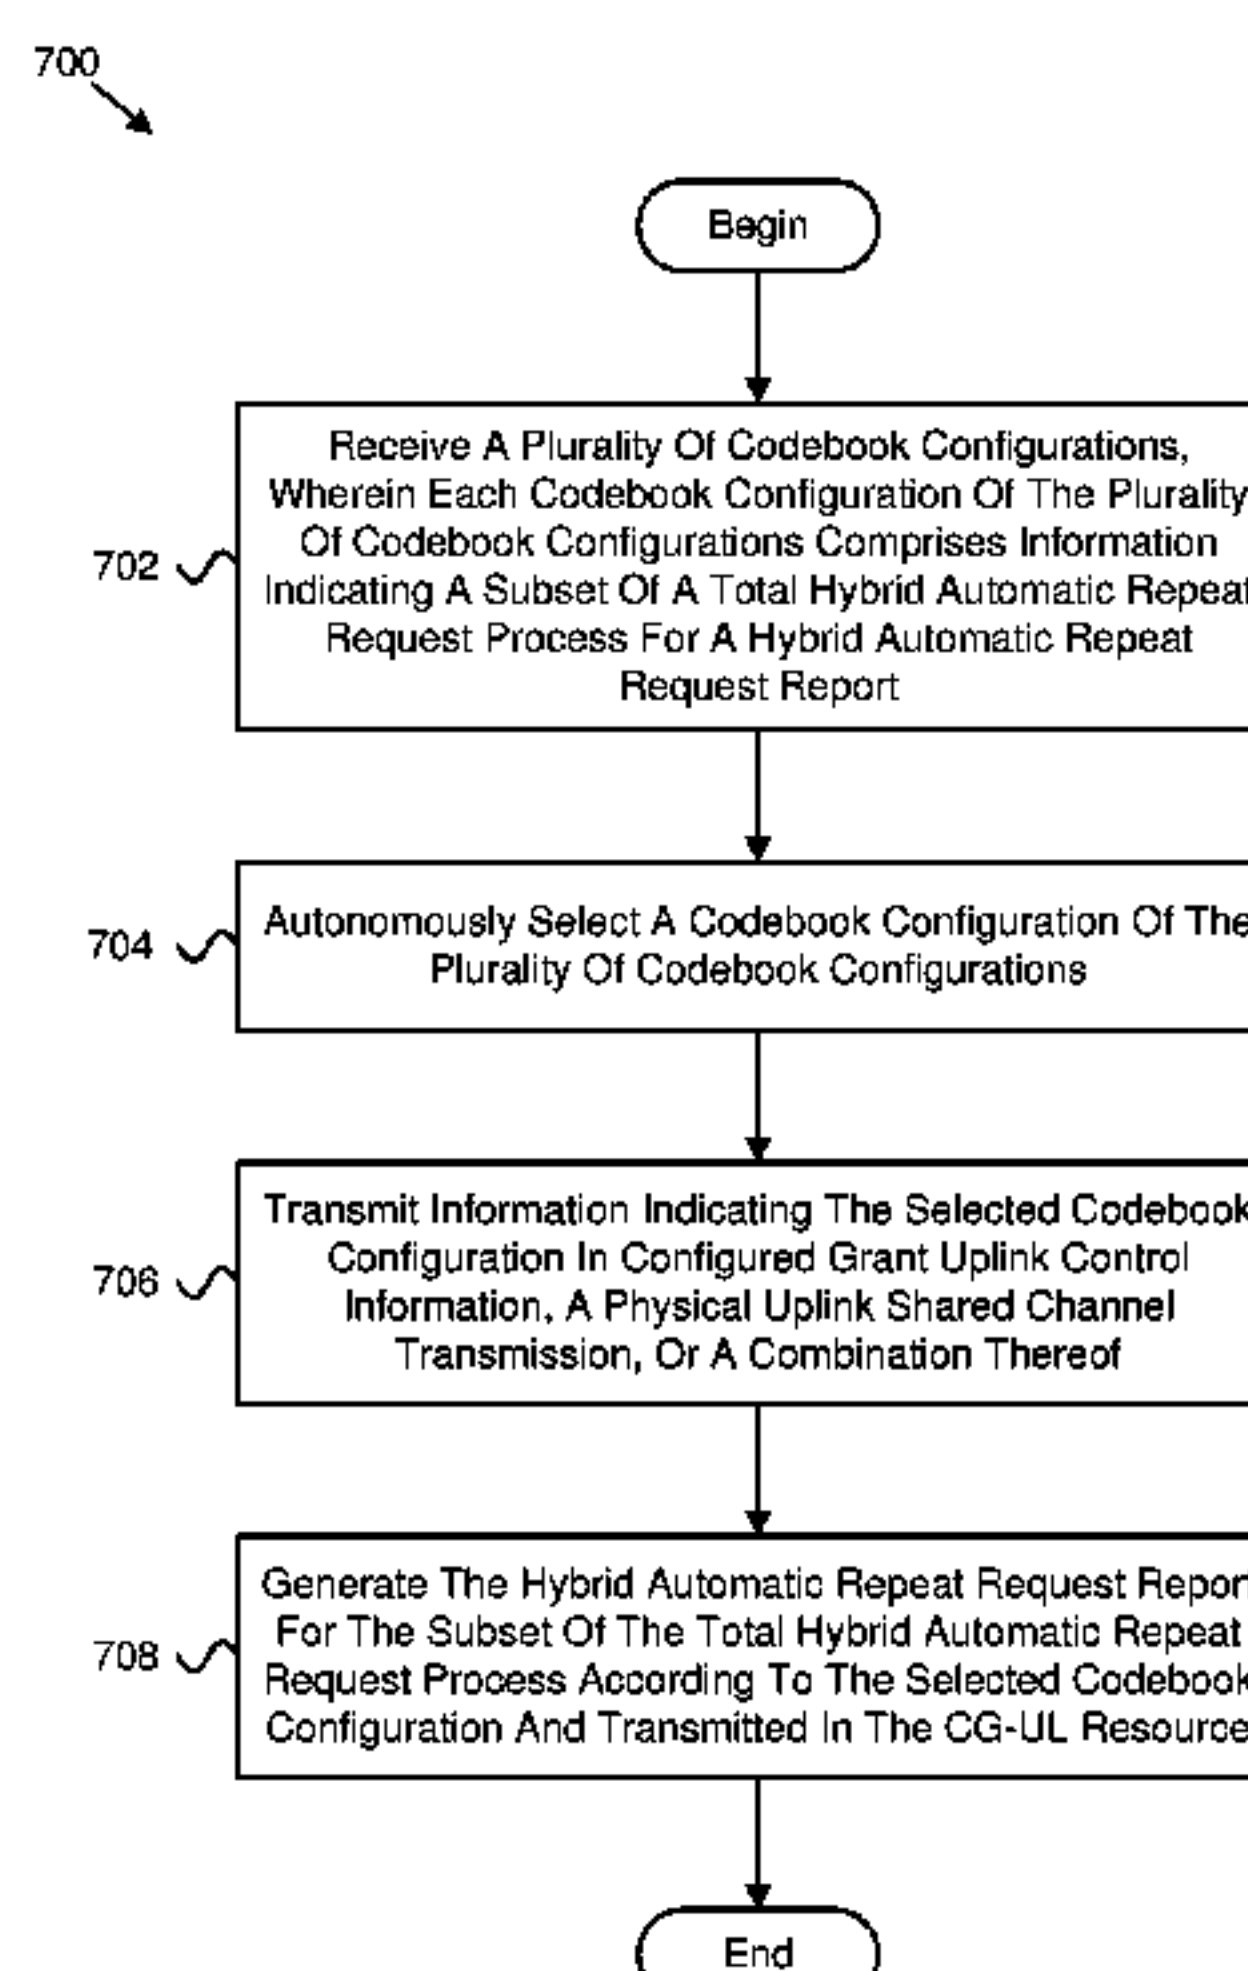 700
Begin
Receive A Plurality Of Codebook Configurations,
Wherein Each Codebook Configuration Of The Plurality
Of Codebook Configurations Comprises Information
702
Indicating A Subset Of A Total Hybrid Automatic Repeat
Request Process For A Hybrid Automatic Repeat
Request Report
Autonomously Select A Codebook Configuration Of The
704
Plurality Of Codebook Configurations
Transmit Information Indicating The Selected Codebook
Configuration In Configured Grant Uplink Control
706
Information, A Physical Uplink Shared Channel
Transmission, Or A Combination Thereof
Generate The Hybrid Automatic Repeat Request Report
For The Subset Of The Total Hybrid Automatic Repeat
708
Request Process According To The Selected Codebook
Configuration And Transmitted In The CG-UL Resource
End